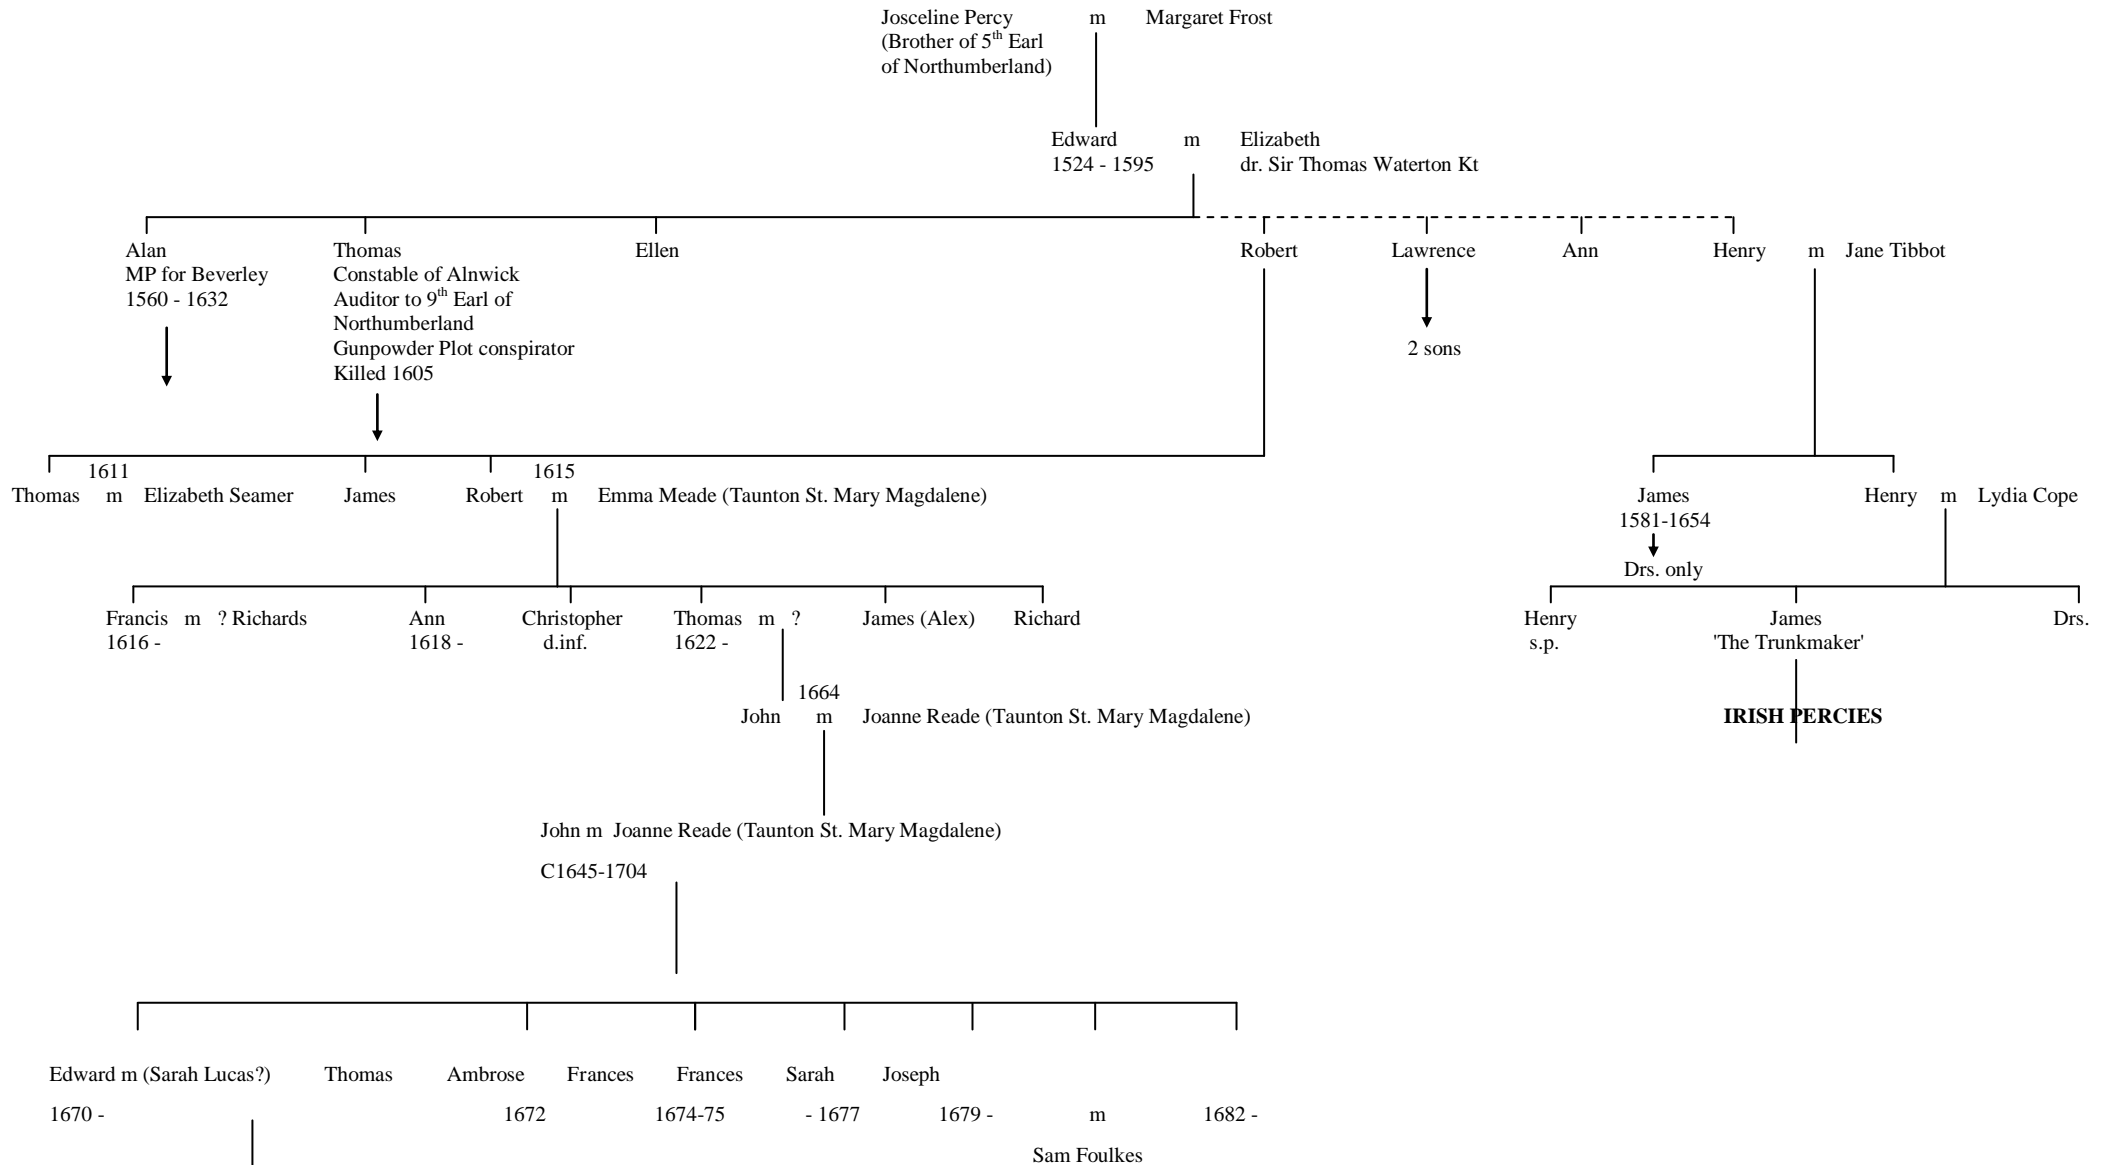 Josceline Percy m Margaret Frost
(Brother of 5th Earl
of Northumberland)
Edward m Elizabeth
1524 - 1595 dr. Sir Thomas Waterton Kt
Alan Thomas Ellen Robert Lawrence Ann Henry m Jane Tibbot
MP for Beverley Constable of Alnwick
1560 - 1632 Auditor to 9th Earl of
Northumberland
Gunpowder Plot conspirator 2 sons
Killed 1605
1611 1615
Thomas m Elizabeth Seamer James Robert m Emma Meade (Taunton St. Mary Magdalene) James Henry m Lydia Cope
1581-1654
Drs. only
Francis m ? Richards Ann Christopher Thomas m ? James (Alex) Richard Henry James Drs.
1616 - 1618 - d.inf. 1622 - s.p. 'The Trunkmaker'
1664
John m Joanne Reade (Taunton St. Mary Magdalene) IRISH PERCIES
John m Joanne Reade (Taunton St. Mary Magdalene)
C1645-1704
Edward m (Sarah Lucas?) Thomas Ambrose Frances Frances Sarah Joseph
1670 - 1672 1674-75 - 1677 1679 - m 1682 -
Sam Foulkes